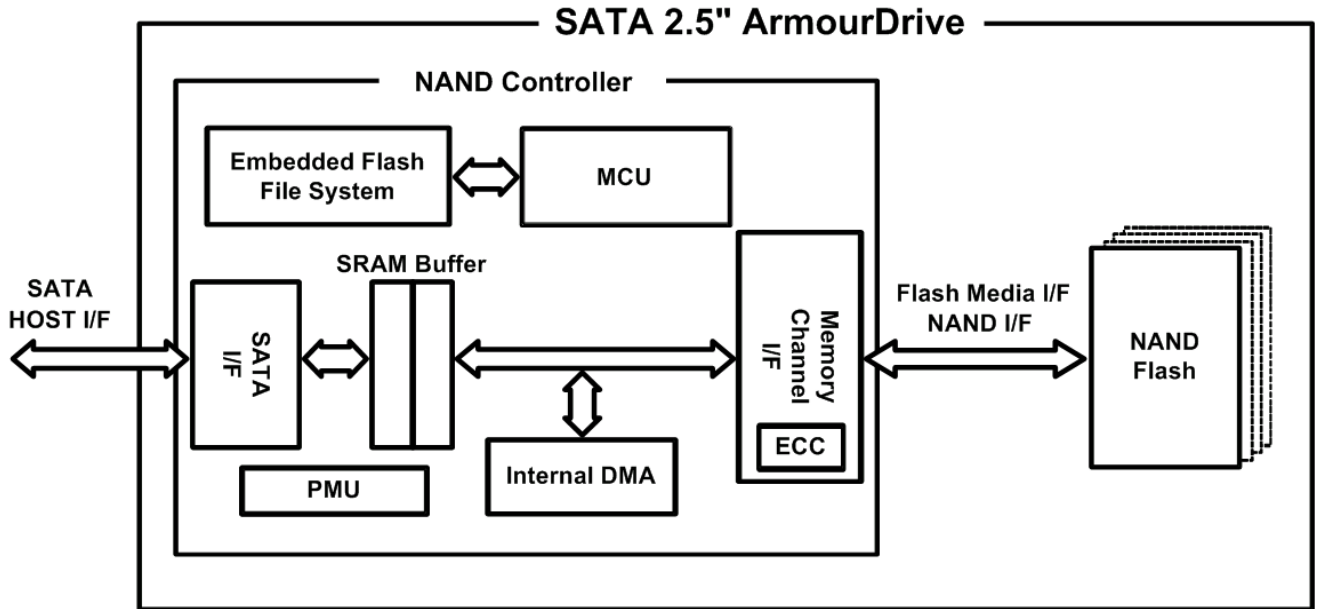 SATA 2.5" ArmourDrive
NAND Controller
Embedded Flash
File System
MCU
SRAM Buffer
SATA
HOST I/F
SATA
I/F
Memory
Channel
I/F
ECC
Flash Media I/F
NAND I/F
NAND
Flash
PMU
Internal DMA